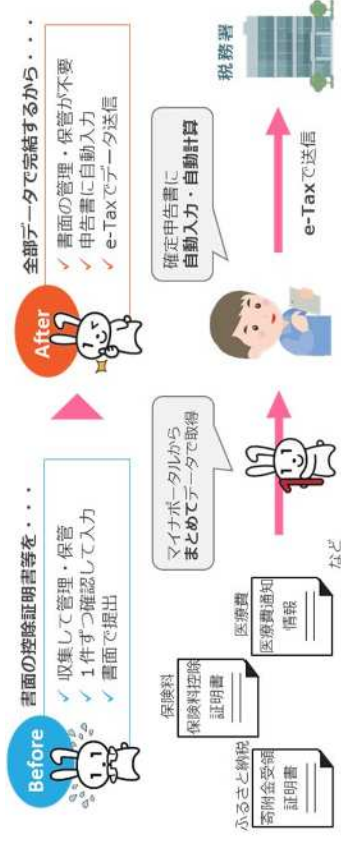 Before
書面の控除証明書等を・・・
✓ 収集して管理・保管
✓ 1件ずつ確認して入力
✓ 書面で提出
After
全部データで完結するから・・・
✓ 書面の管理・保管が不要
✓ 申告書に自動入力
✓ e-Taxでデータ送信
ふるさと納税
寄附金受領
証明書
保険料
保険料控除
証明書
医療費
医療費通知
情報
など
マイナポータルから
まとめてデータで取得
確定申告書に
自動入力・自動計算
e-Taxで送信
税務署